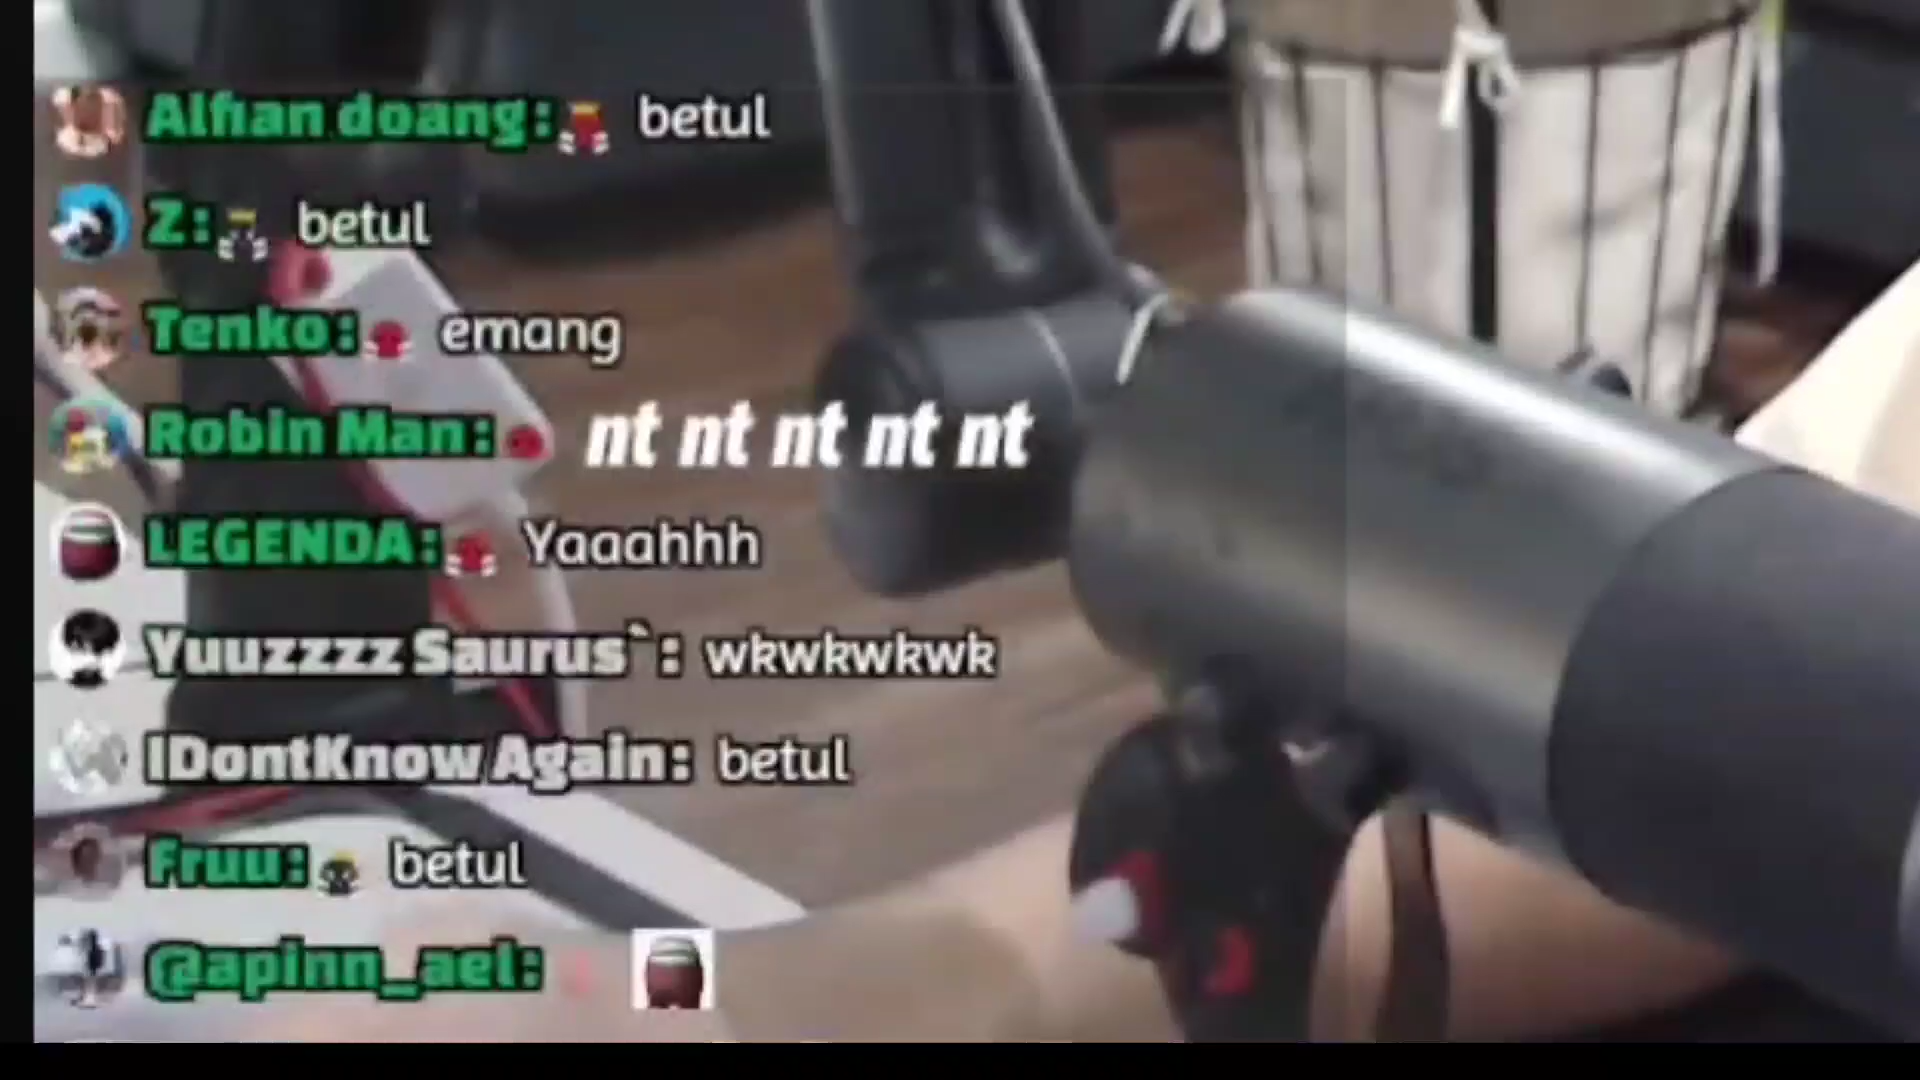 Alfian doang: betul
Z: betul
Tenko: emang
Robin Man: nt nt nt nt nt
LEGENDA: Yaaahhh
Yuuzzzz Saurus`: wkwkwkwk
IDontKnow Again: betul
Fruu: betul
@apinn_ael: